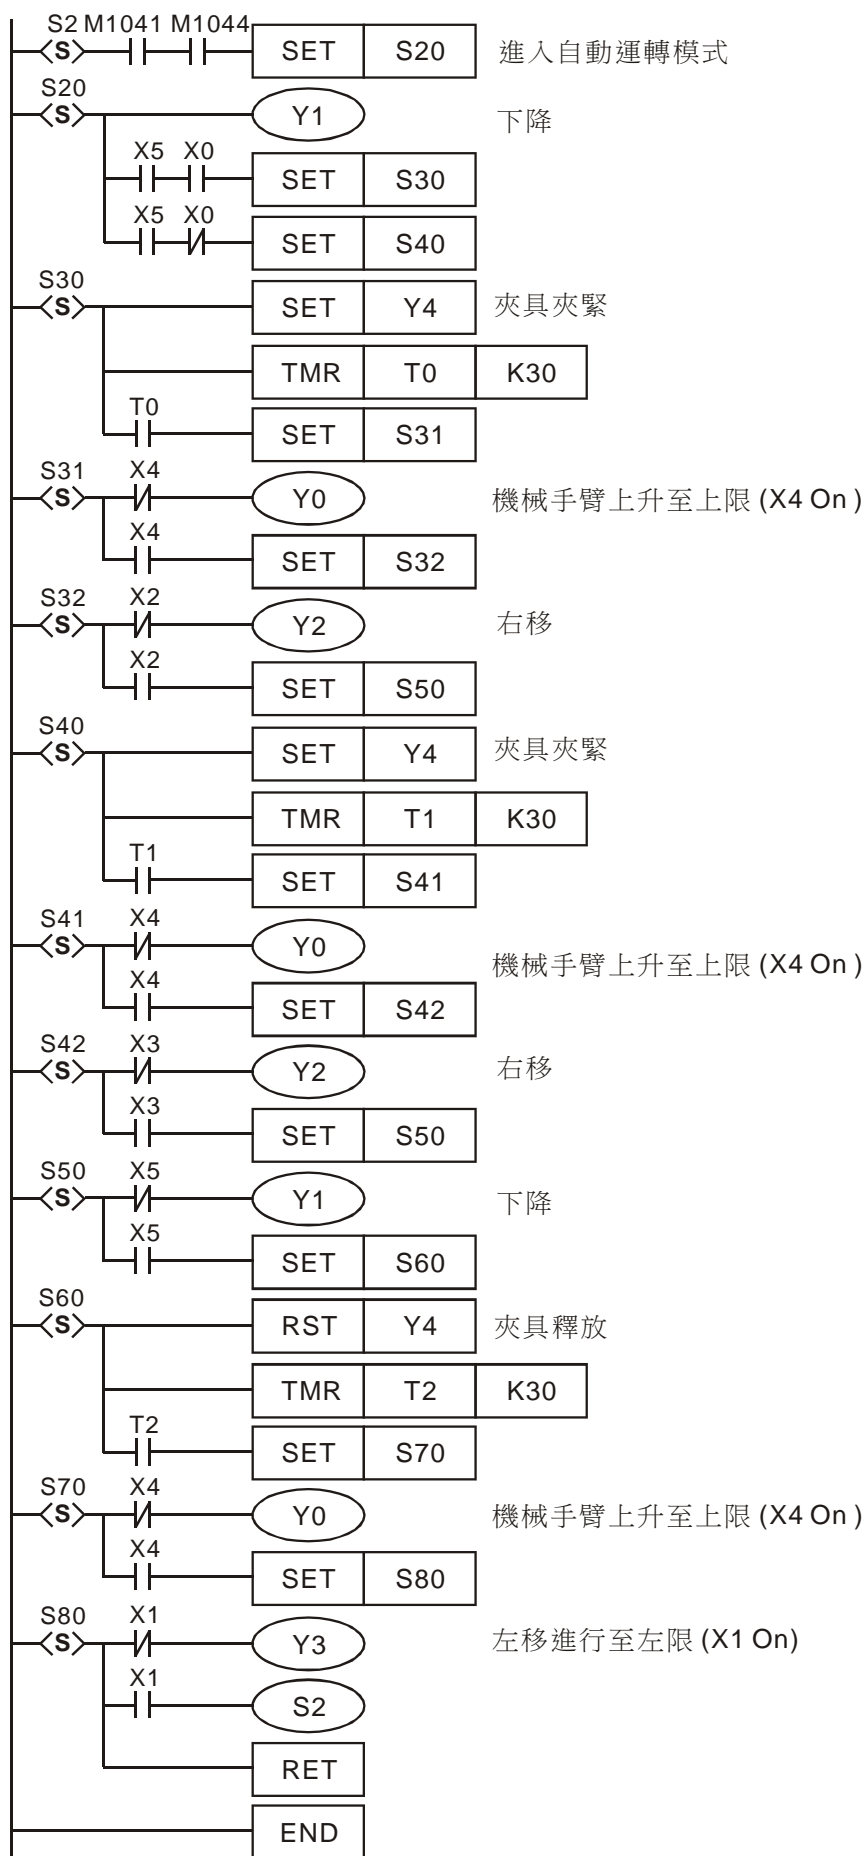 S2 M1041 M1044
S SET S20 進入自動運轉模式
S20
S Y1 下降
X5 X0
SET S30
X5 X0
SET S40
S30
S SET Y4 夾具夾緊
TMR T0 K30
T0
SET S31
S31 X4
S Y0 機械手臂上升至上限 (X4 On )
X4
SET S32
S32 X2
S Y2 右移
X2
SET S50
S40
S SET Y4 夾具夾緊
TMR T1 K30
T1
SET S41
S41 X4
S Y0 機械手臂上升至上限 (X4 On )
X4
SET S42
S42 X3
S Y2 右移
X3
SET S50
S50 X5
S Y1 下降
X5
SET S60
S60
S RST Y4 夾具釋放
TMR T2 K30
T2
SET S70
S70 X4
S Y0 機械手臂上升至上限 (X4 On )
X4
SET S80
S80 X1
S Y3 左移進行至左限 (X1 On)
X1
S2
RET
END